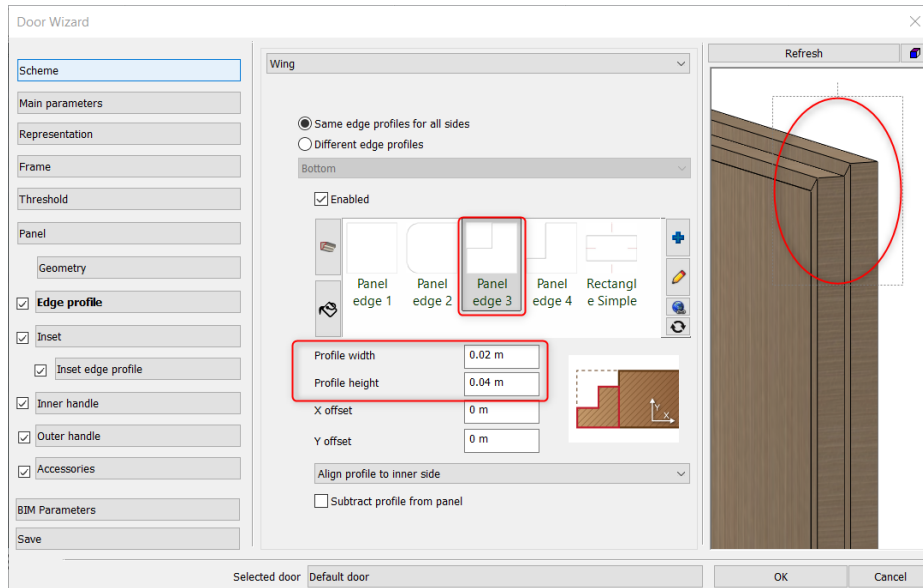 Door Wizard
Scheme
Main parameters
Representation
Frame
Threshold
Panel
Geometry
Edge profile
Inset
Inset edge profile
Inner handle
Outer handle
Accessories
BIM Parameters
Save
Wing
Same edge profiles for all sides
Different edge profiles
Bottom
Enabled
Panel
edge 1
Panel
edge 2
Panel
edge 3
Panel
edge 4
Rectangl
e Simple
Profile width
0.02 m
Profile height
0.04 m
X offset
0 m
Y offset
0 m
Y
X
Align profile to inner side
Subtract profile from panel
Refresh
Selected door
Default door
OK
Cancel